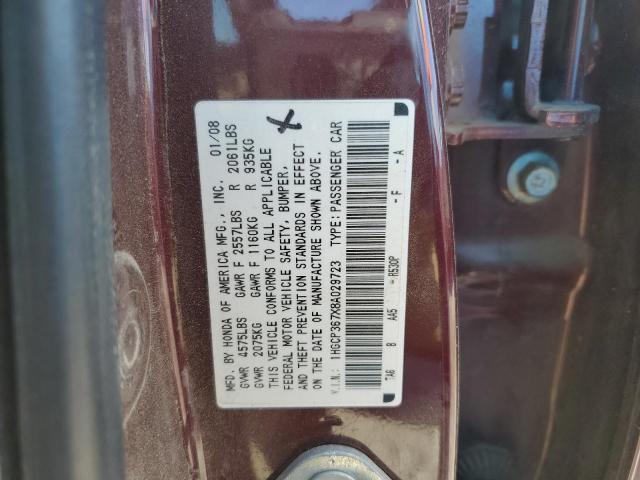 MFD. BY HONDA OF AMERICA MFG., INC. 01/08
GVWR 4575LBS GAWR F 2557LBS R 2061LBS
GVWR 2075KG GAWR F 1160KG R 935KG
THIS VEHICLE CONFORMS TO ALL APPLICABLE
FEDERAL MOTOR VEHICLE SAFETY, BUMPER,
AND THEFT PREVENTION STANDARDS IN EFFECT
ON THE DATE OF MANUFACTURE SHOWN ABOVE.
V.I.N.: 1HGCP367X8A029723 TYPE: PASSENGER CAR
TA6 B A45 - R530P - F - A